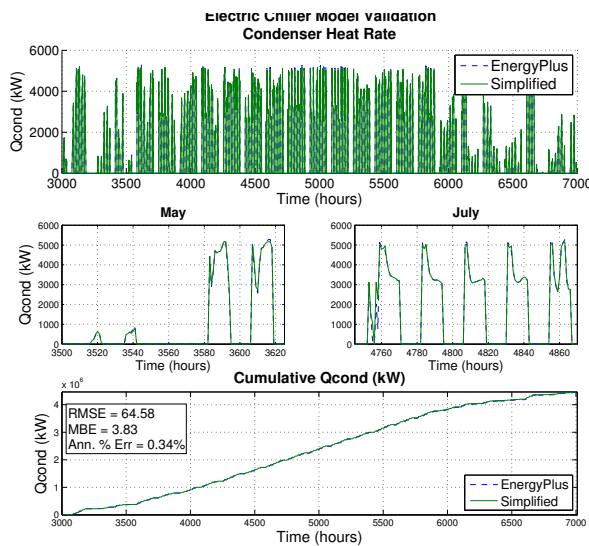 Electric Chiller Model Validation
Condenser Heat Rate
6000
4000
2000
0
Qcond (kW)
EnergyPlus
Simplified
3000 3500 4000 4500 5000 5500 6000 6500 7000
Time (hours)
May
6000
5000
4000
3000
2000
1000
0
Qcond (kW)
3500 3520 3540 3560 3580 3600 3620
Time (hours)
July
6000
5000
4000
3000
2000
1000
0
4760 4780 4800 4820 4840 4860
Time (hours)
x 10^6
Cumulative Qcond (kW)
4
2
0
Qcond (kW)
RMSE = 64.58
MBE = 3.83
Ann. % Err = 0.34%
EnergyPlus
Simplified
3000 3500 4000 4500 5000 5500 6000 6500 7000
Time (hours)